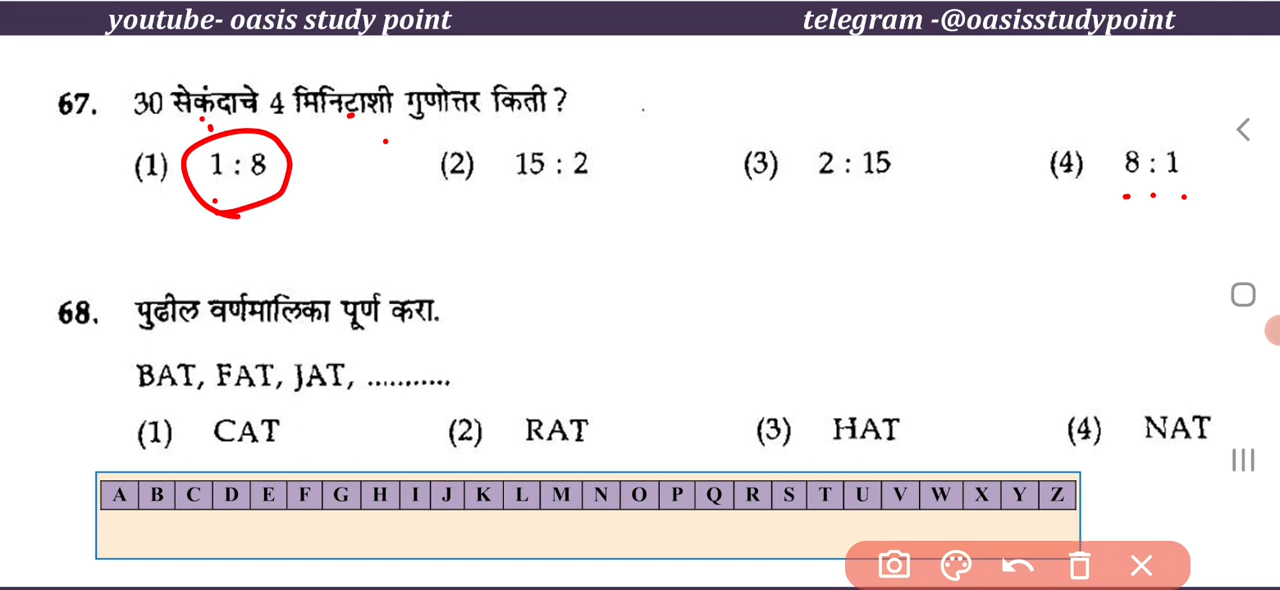 youtube- oasis study point telegram -@oasisstudypoint
67. 30 सेकंदाचे 4 मिनिटाशी गुणोत्तर किती ?
(1) 1 : 8 (2) 15 : 2 (3) 2 : 15 (4) 8 : 1
68. पुढील वर्णमालिका पूर्ण करा.
BAT, FAT, JAT, ...........
(1) CAT (2) RAT (3) HAT (4) NAT
A B C D E F G H I J K L M N O P Q R S T U V W X Y Z